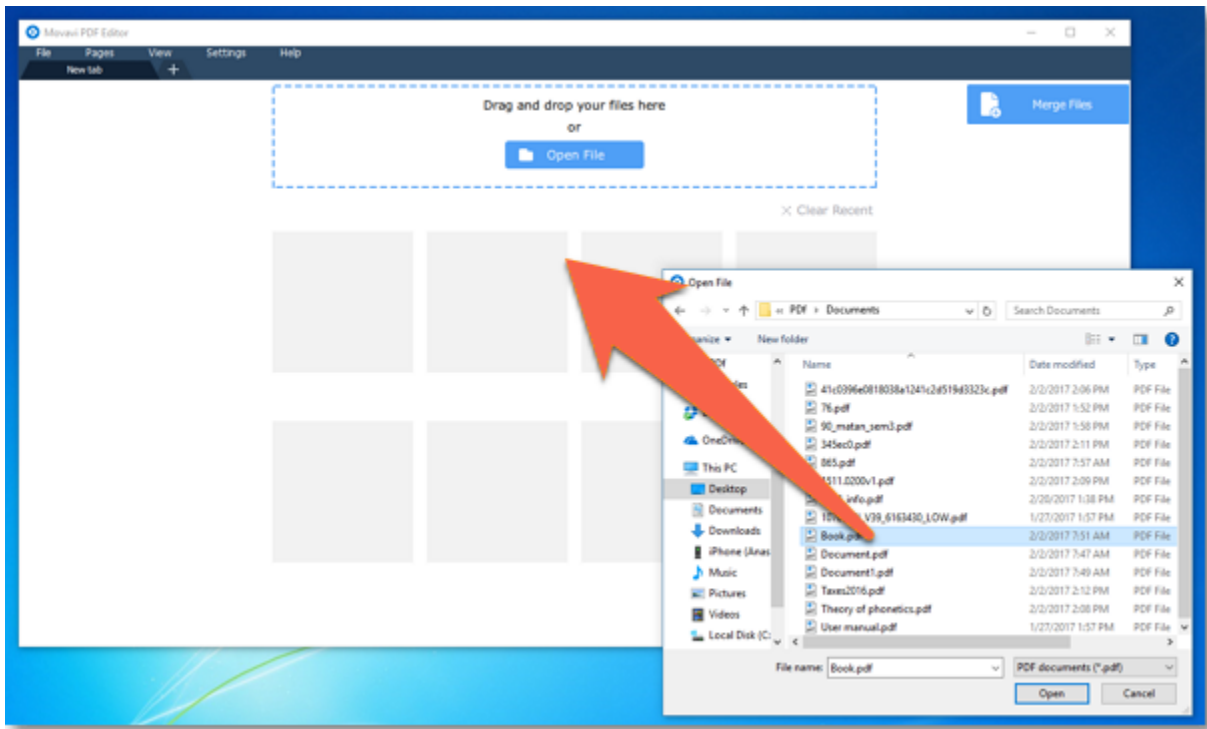 Movavi PDF Editor
File Pages View Settings Help
New tab +
Drag and drop your files here
or
Open File
Merge Files
Clear Recent
Open File
« PDF › Documents
Search Documents
New folder
Name Date modified Type
41c0396e0818038a1241c2d519d3323c.pdf 2/2/2017 2:06 PM PDF File
76.pdf 2/2/2017 1:52 PM PDF File
90_matan_sem3.pdf 2/2/2017 1:58 PM PDF File
345ec0.pdf 2/2/2017 2:11 PM PDF File
865.pdf 2/2/2017 7:57 AM PDF File
1511.0200v1.pdf 2/2/2017 2:09 PM PDF File
info.pdf 2/20/2017 1:38 PM PDF File
V39_6163430_LOW.pdf 1/27/2017 1:57 PM PDF File
Book.pdf 2/2/2017 7:51 AM PDF File
Document.pdf 2/2/2017 7:47 AM PDF File
Document1.pdf 2/2/2017 7:49 AM PDF File
Taxes2016.pdf 2/2/2017 2:12 PM PDF File
Theory of phonetics.pdf 2/2/2017 2:08 PM PDF File
User manual.pdf 1/27/2017 1:57 PM PDF File
This PC
Desktop
Documents
Downloads
iPhone (Anas
Music
Pictures
Videos
Local Disk (C:
File name: Book.pdf PDF documents (*.pdf)
Open Cancel